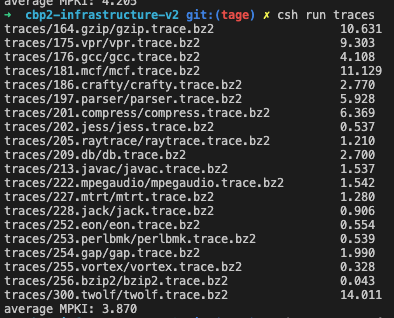 average MPKI: 4.205
➜ cbp2-infrastructure-v2 git:(tage) ✗ csh run traces
traces/164.gzip/gzip.trace.bz2 10.631
traces/175.vpr/vpr.trace.bz2 9.303
traces/176.gcc/gcc.trace.bz2 4.108
traces/181.mcf/mcf.trace.bz2 11.129
traces/186.crafty/crafty.trace.bz2 2.770
traces/197.parser/parser.trace.bz2 5.928
traces/201.compress/compress.trace.bz2 6.369
traces/202.jess/jess.trace.bz2 0.537
traces/205.raytrace/raytrace.trace.bz2 1.210
traces/209.db/db.trace.bz2 2.700
traces/213.javac/javac.trace.bz2 1.537
traces/222.mpegaudio/mpegaudio.trace.bz2 1.542
traces/227.mtrt/mtrt.trace.bz2 1.280
traces/228.jack/jack.trace.bz2 0.906
traces/252.eon/eon.trace.bz2 0.554
traces/253.perlbmk/perlbmk.trace.bz2 0.539
traces/254.gap/gap.trace.bz2 1.990
traces/255.vortex/vortex.trace.bz2 0.328
traces/256.bzip2/bzip2.trace.bz2 0.043
traces/300.twolf/twolf.trace.bz2 14.011
average MPKI: 3.870